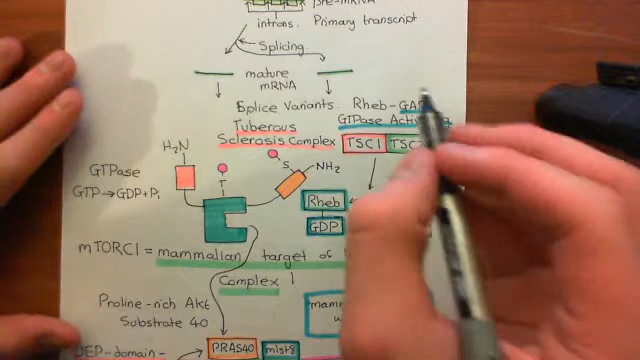 pre-mRNA
introns. Primary transcript
Splicing
mature
mRNA
Splice Variants. Rheb-GAP
Tuberous
GTPase
Sclerosis Complex
TSC1
H₂N
S
NH₂
T
GTPase
GTP→GDP+Pi
Rheb
GDP
mTORC1 = mammalian target of
Complex 1
Proline-rich Akt
Substrate 40
PRAS40
mlst8
DEP-domain-